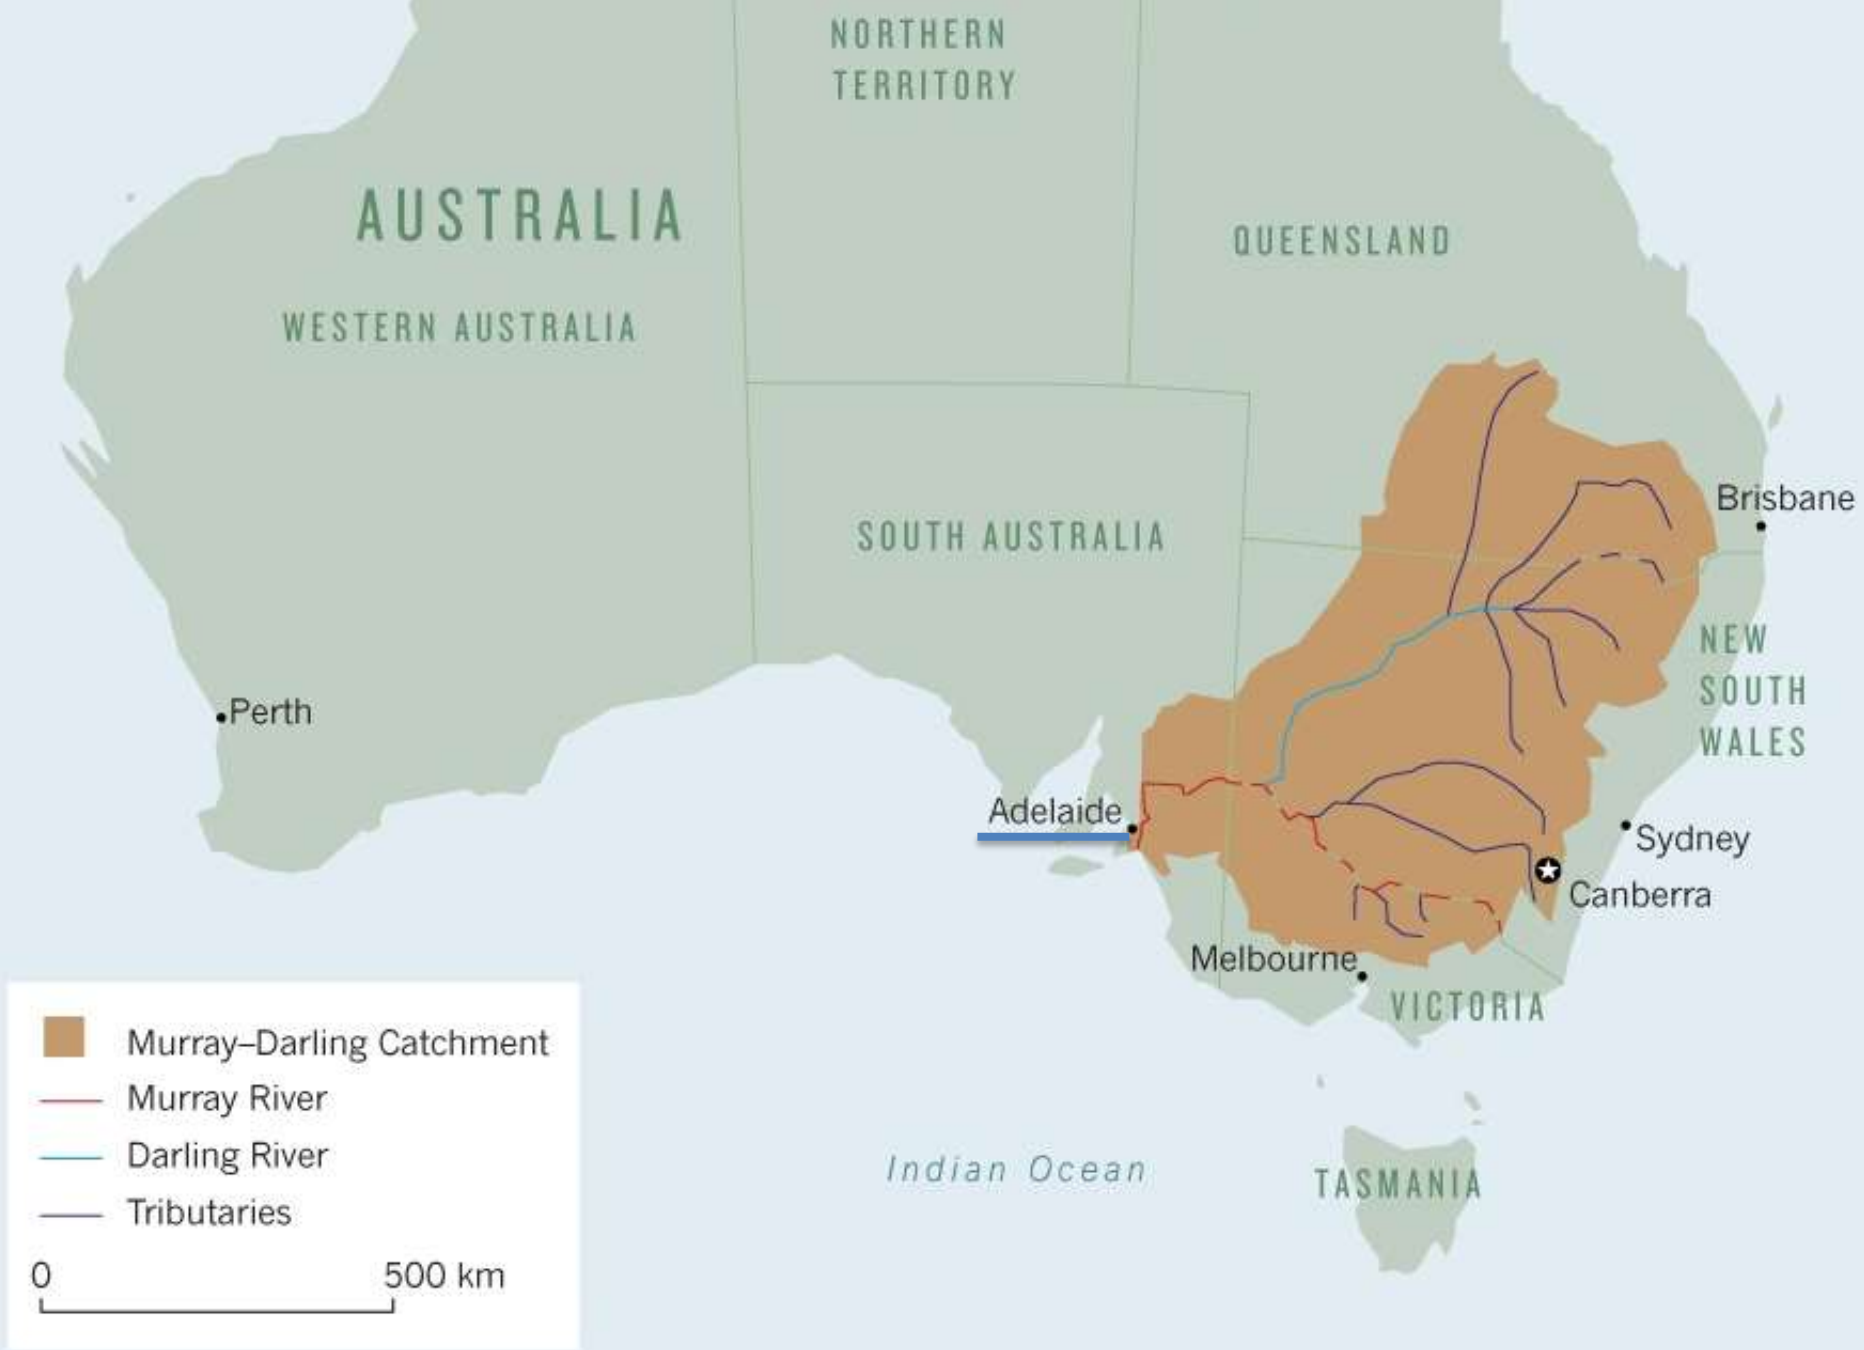 NORTHERN
TERRITORY
AUSTRALIA
QUEENSLAND
WESTERN AUSTRALIA
Brisbane
SOUTH AUSTRALIA
NEW
SOUTH
WALES
Perth
Adelaide
Sydney
Canberra
Melbourne
VICTORIA
Murray–Darling Catchment
Murray River
Darling River
Tributaries
0 500 km
Indian Ocean
TASMANIA